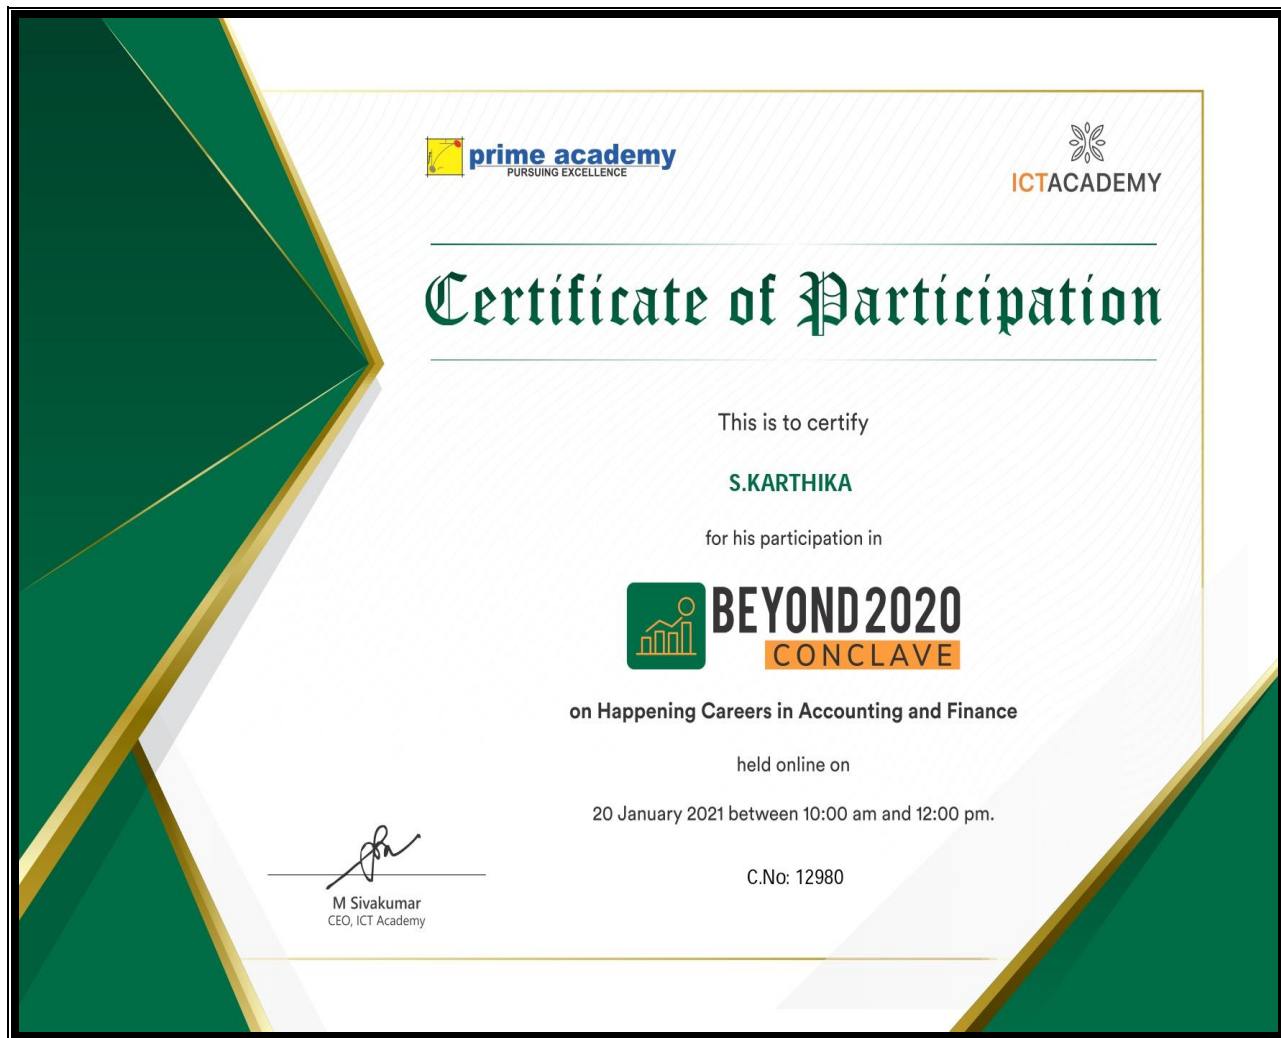 prime academy
PURSUING EXCELLENCE
ICTACADEMY
Certificate of Participation
This is to certify
S.KARTHIKA
for his participation in
BEYOND 2020
CONCLAVE
on Happening Careers in Accounting and Finance
held online on
20 January 2021 between 10:00 am and 12:00 pm.
C.No: 12980
M Sivakumar
CEO, ICT Academy